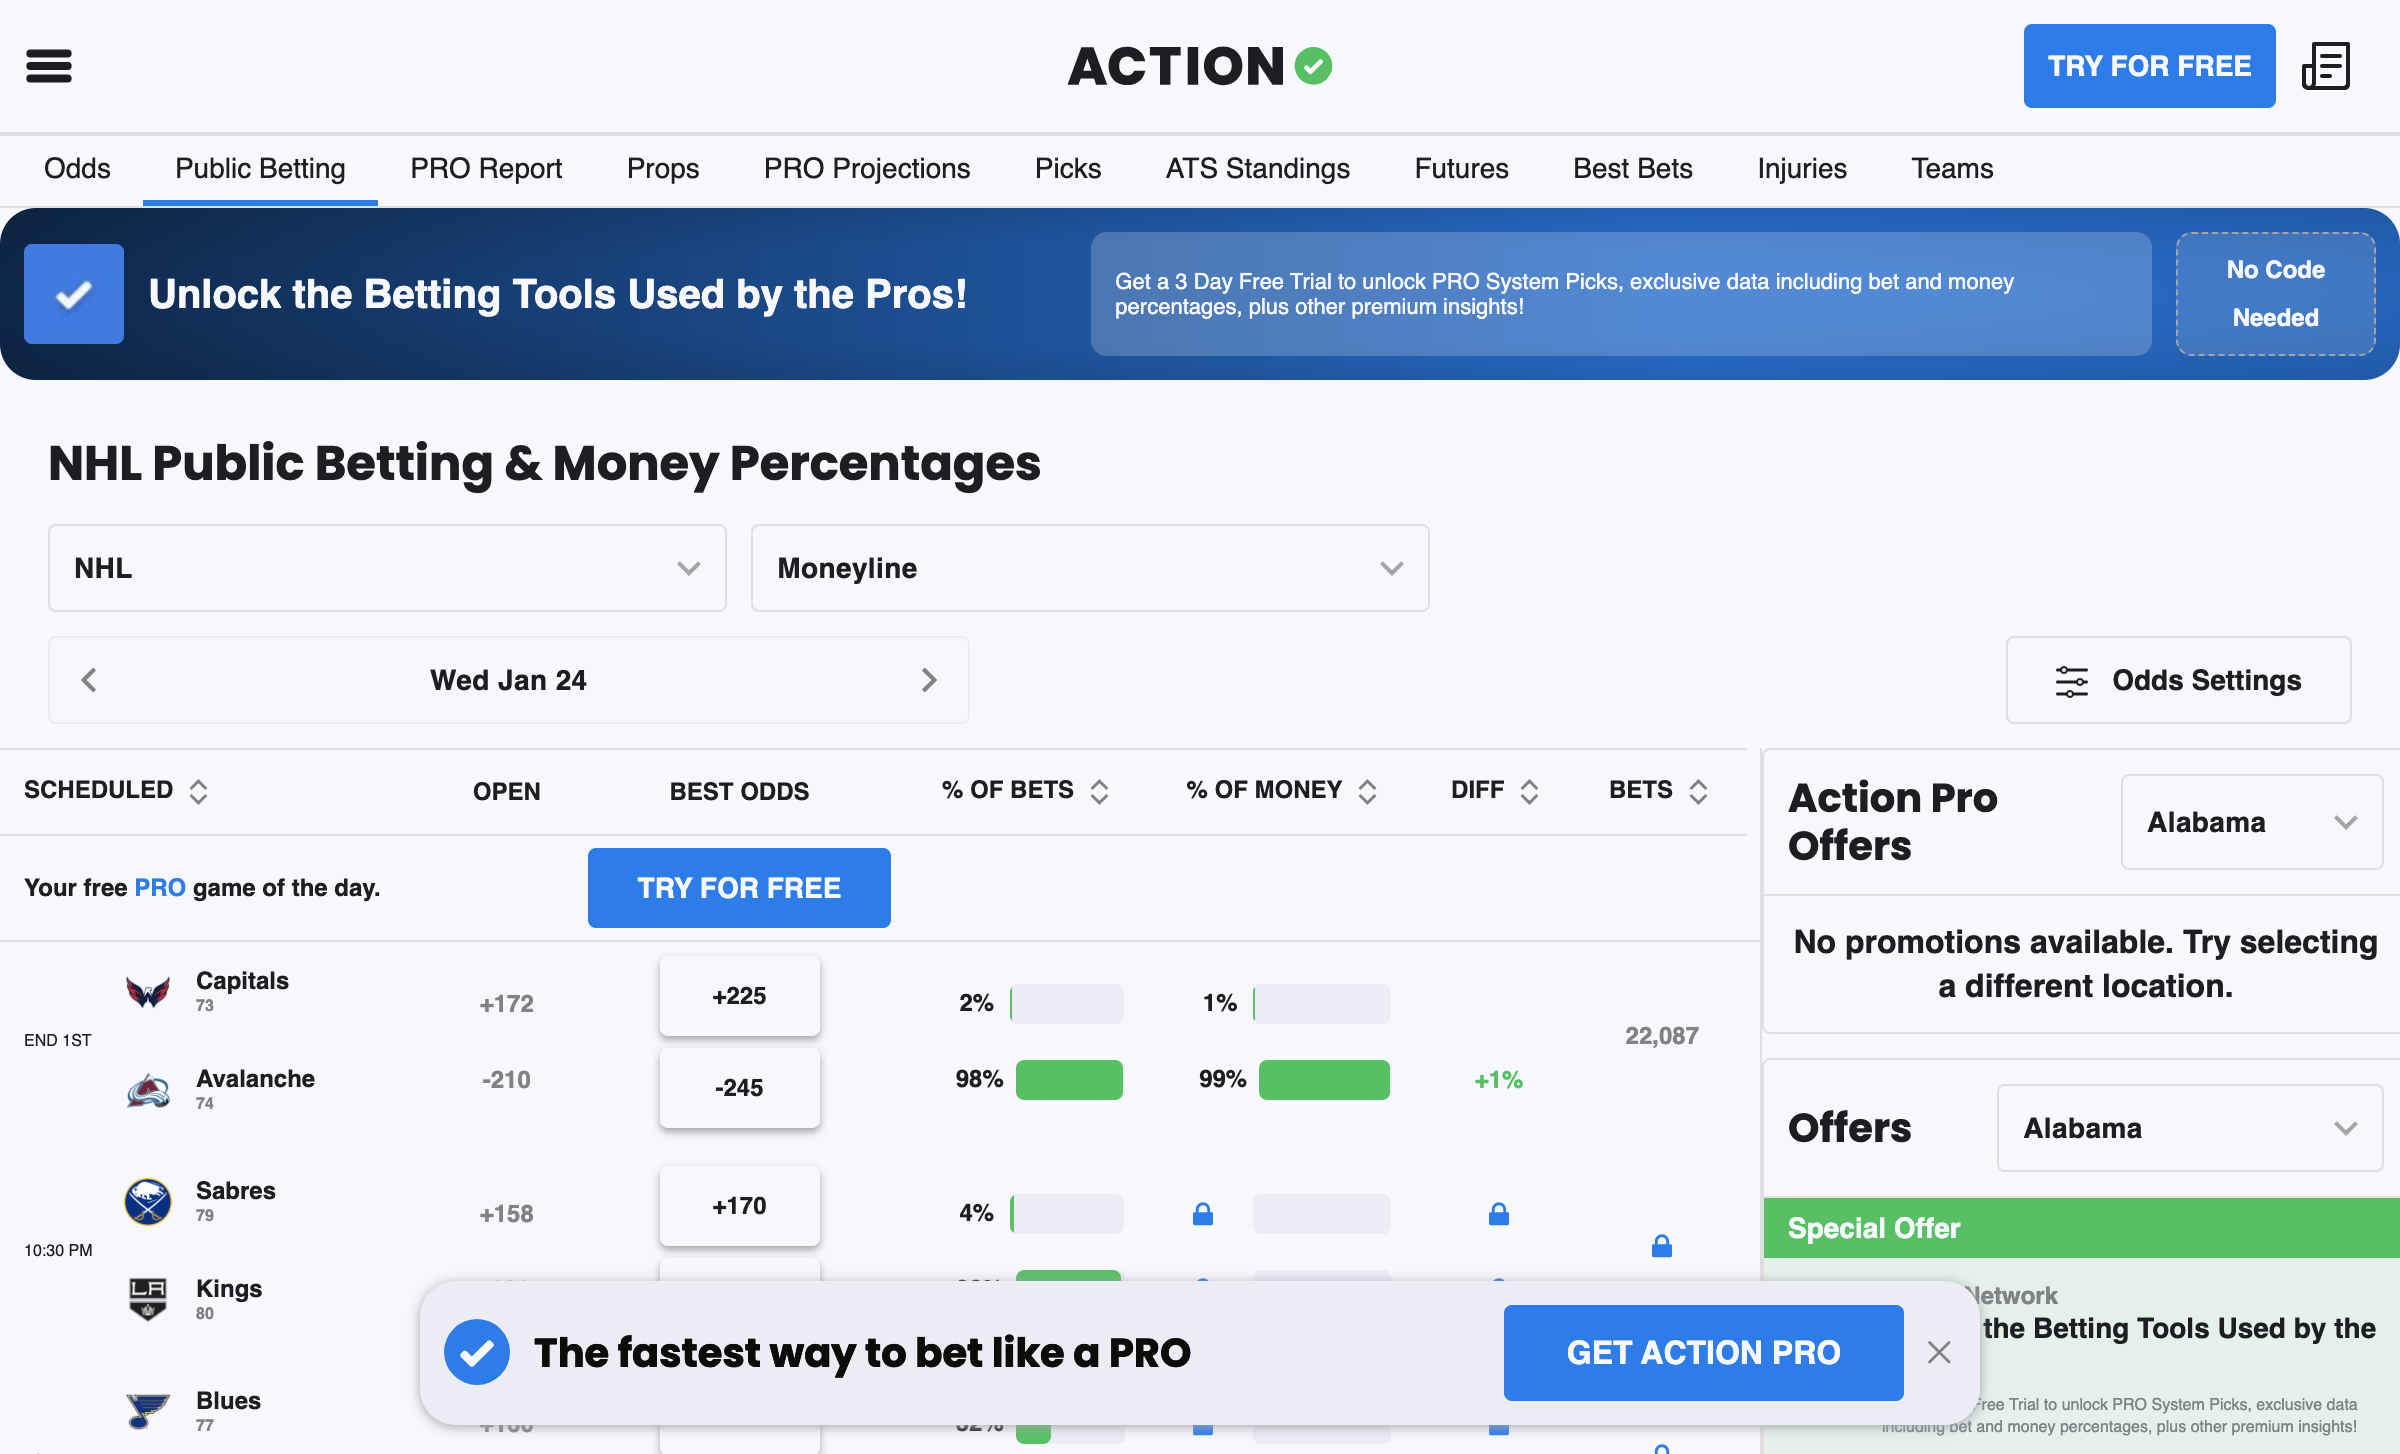 ACTION
TRY FOR FREE
Odds Public Betting PRO Report Props PRO Projections Picks ATS Standings Futures Best Bets Injuries Teams
Unlock the Betting Tools Used by the Pros!
Get a 3 Day Free Trial to unlock PRO System Picks, exclusive data including bet and money
percentages, plus other premium insights!
No Code
Needed
NHL Public Betting & Money Percentages
NHL
Moneyline
Wed Jan 24
Odds Settings
SCHEDULED OPEN BEST ODDS % OF BETS % OF MONEY DIFF BETS
Your free PRO game of the day.
TRY FOR FREE
Capitals
73
+172
+225
2%
1%
END 1ST
22,087
Avalanche
74
-210
-245
98%
99%
+1%
Sabres
79
+158
+170
4%
10:30 PM
Kings
80
Blues
77
Action Pro
Offers
Alabama
No promotions available. Try selecting
a different location.
Offers
Alabama
Special Offer
Network
the Betting Tools Used by the
Free Trial to unlock PRO System Picks, exclusive data
including bet and money percentages, plus other premium insights!
The fastest way to bet like a PRO
GET ACTION PRO